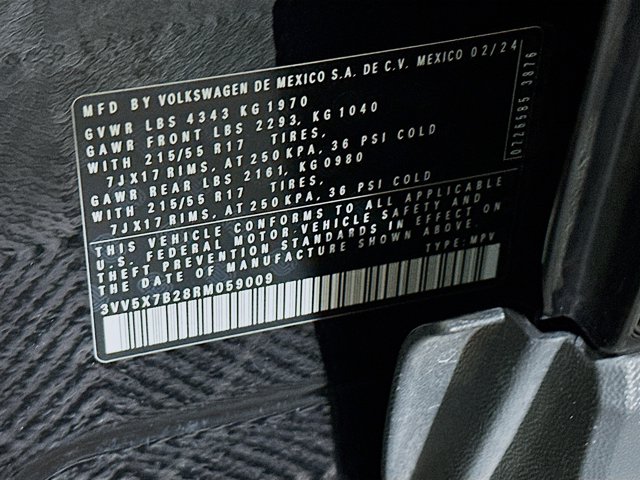 MFD BY VOLKSWAGEN DE MEXICO S.A. DE C.V. MEXICO 02/24
GVWR LBS 4343 KG 1970
GAWR FRONT LBS 2293, KG 1040
WITH 215/55 R17 TIRES,
7JX17 RIMS, AT 250 KPA, 36 PSI COLD
GAWR REAR LBS 2161, KG 0980
WITH 215/55 R17 TIRES,
7JX17 RIMS, AT 250 KPA, 36 PSI COLD
THIS VEHICLE CONFORMS TO ALL APPLICABLE
U.S. FEDERAL MOTOR-VEHICLE SAFETY AND
THEFT PREVENTION STANDARDS IN EFFECT ON
THE DATE OF MANUFACTURE SHOWN ABOVE.
3VV5X7B28RM059009 TYPE: MPV